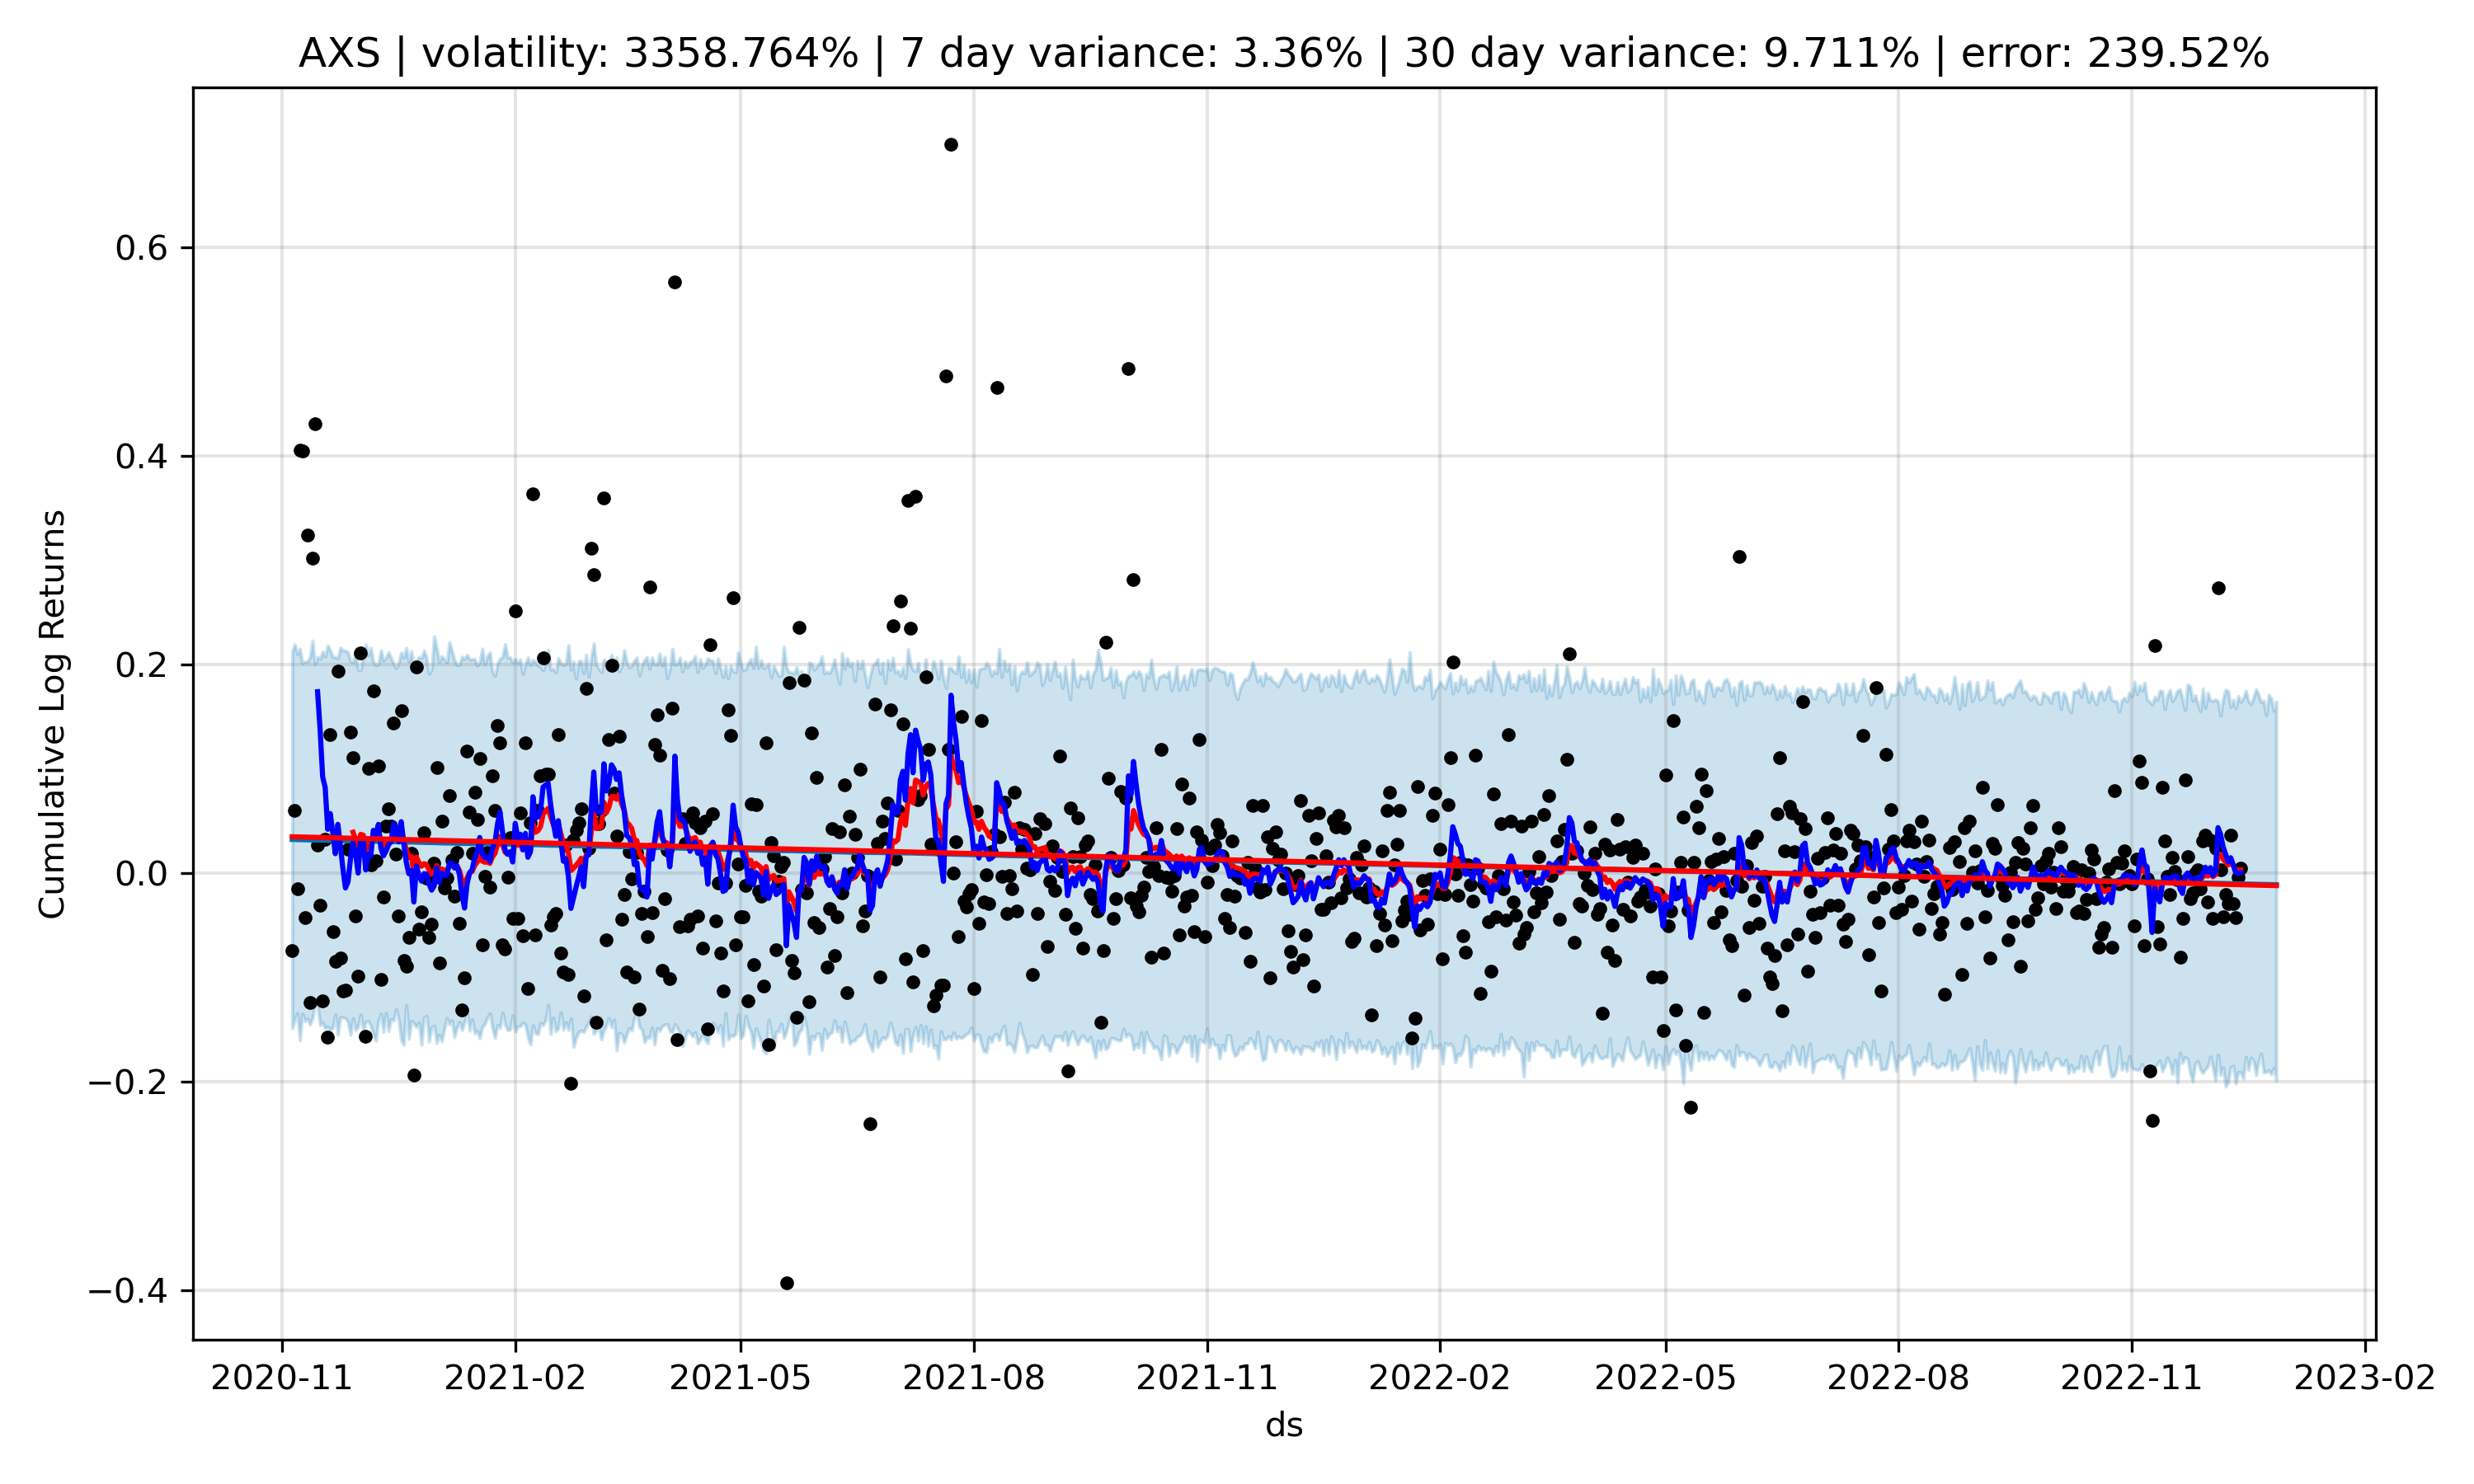 AXS | volatility: 3358.764% | 7 day variance: 3.36% | 30 day variance: 9.711% | error: 239.52%
Cumulative Log Returns
0.6
0.4
0.2
0.0
−0.2
−0.4
2020-11 2021-02 2021-05 2021-08 2021-11 2022-02 2022-05 2022-08 2022-11 2023-02
ds